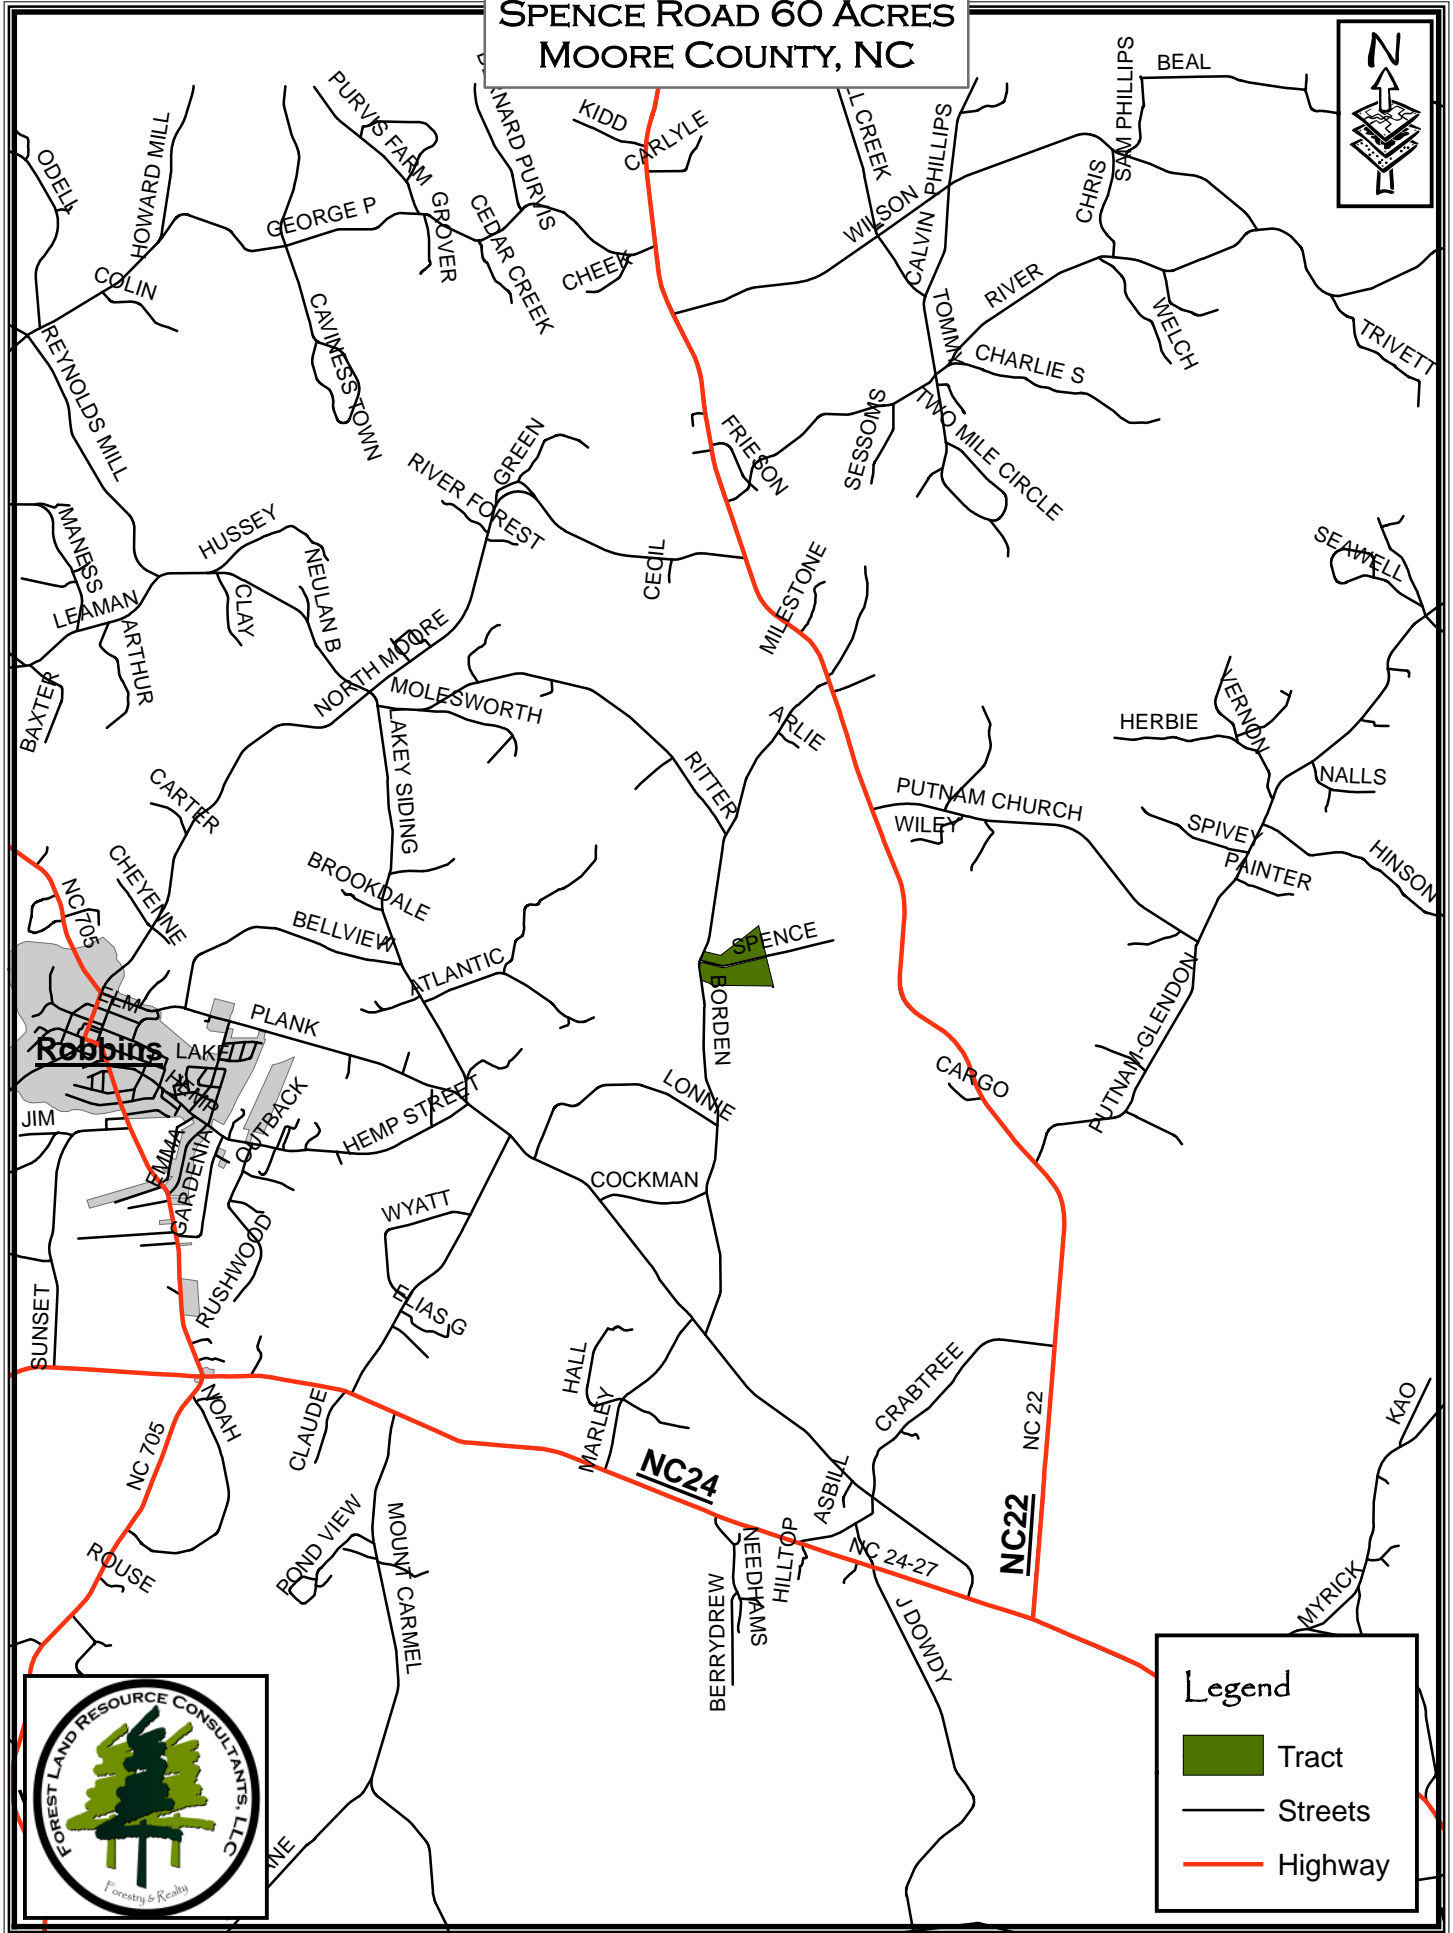 SPENCE ROAD 60 ACRES
MOORE COUNTY, NC
N
BEAL
SAM PHILLIPS
PURVIS FARM
KIDD
CARLYLE
CALVIN PHILLIPS
ODELL
HOWARD MILL
CHRIS
GEORGE P
GROVER
CEDAR CREEK
WILSON
CHEEK
COLIN
RIVER
TOMMY
WELCH
TRIVETT
CAVINESS TOWN
REYNOLDS MILL
CHARLIE S
TWO MILE CIRCLE
SESSOMS
FRIESON
GREEN
RIVER FOREST
MANESS
HUSSEY
NEULAN B
CECIL
MILESTONE
SEAWELL
LEAMAN
CLAY
ARTHUR
BAXTER
NORTH MOORE
MOLESWORTH
LAKEY SIDING
ARLIE
RITTER
HERBIE
VERNON
NALLS
CARTER
PUTNAM CHURCH
WILEY
SPIVEY
PAINTER
HINSON
CHEYENNE
BROOKDALE
BELLVIEW
NC 705
SPENCE
ATLANTIC
BORDEN
ELM
PLANK
PUTNAM-GLENDON
Robbins
LAKE
HEMP
CARGO
LONNIE
OUTBACK
HEMP STREET
JIM
EMMA
GARDENIA
COCKMAN
WYATT
RUSHWOOD
ELIAS G
SUNSET
HALL
CRABTREE
NOAH
CLAUDE
MARLEY
NC 705
NC24
NC 22
KAO
ASBILL
NC22
MOUNT CARMEL
POND VIEW
NEEDHAMS
HILLTOP
NC 24-27
ROUSE
BERRYDREW
J DOWDY
MYRICK
Legend
Tract
Streets
Highway
FOREST LAND RESOURCE CONSULTANTS, LLC
Forestry & Realty